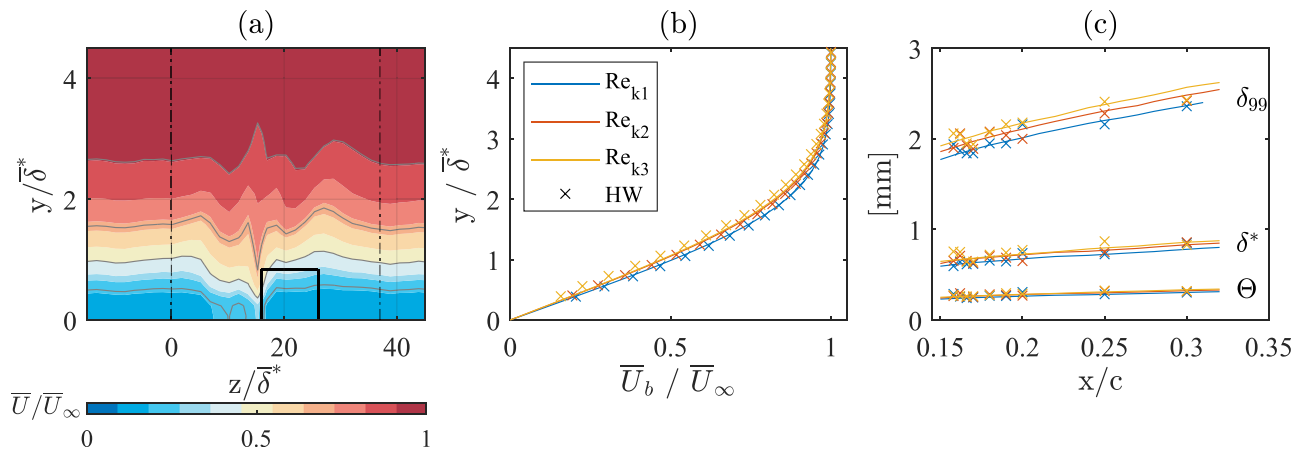 (a)
4
2
0
y/δ̅*
0
20
40
z/δ̅*
U̅/U̅∞
0
0.5
1
(b)
4
3
2
1
0
y / δ̅*
Re_k1
Re_k2
Re_k3
HW
0
0.5
1
U̅_b / U̅∞
(c)
3
2
1
0
[mm]
δ₉₉
δ*
Θ
0.15
0.2
0.25
0.3
0.35
x/c